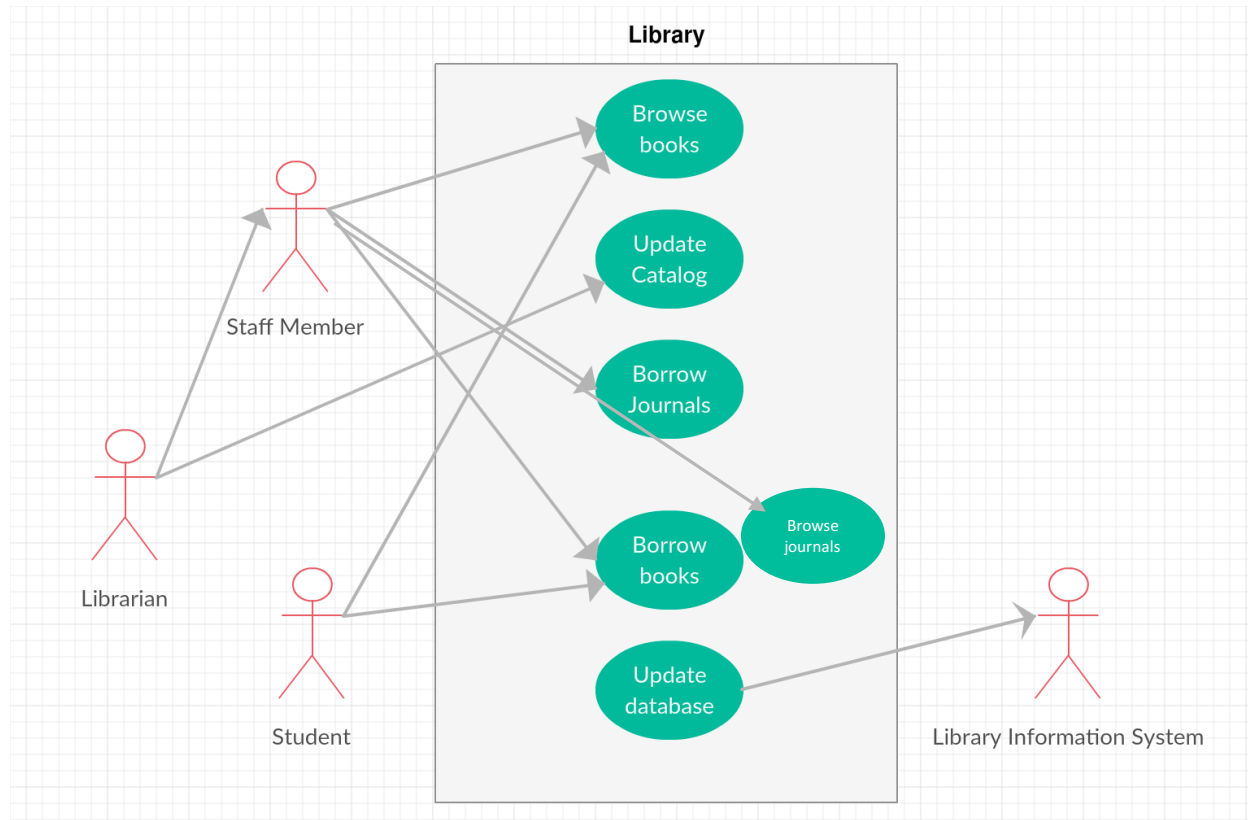 Library
Browse
books
Update
Catalog
Staff Member
Borrow
Journals
Browse
journals
Borrow
books
Librarian
Update
database
Student
Library Information System